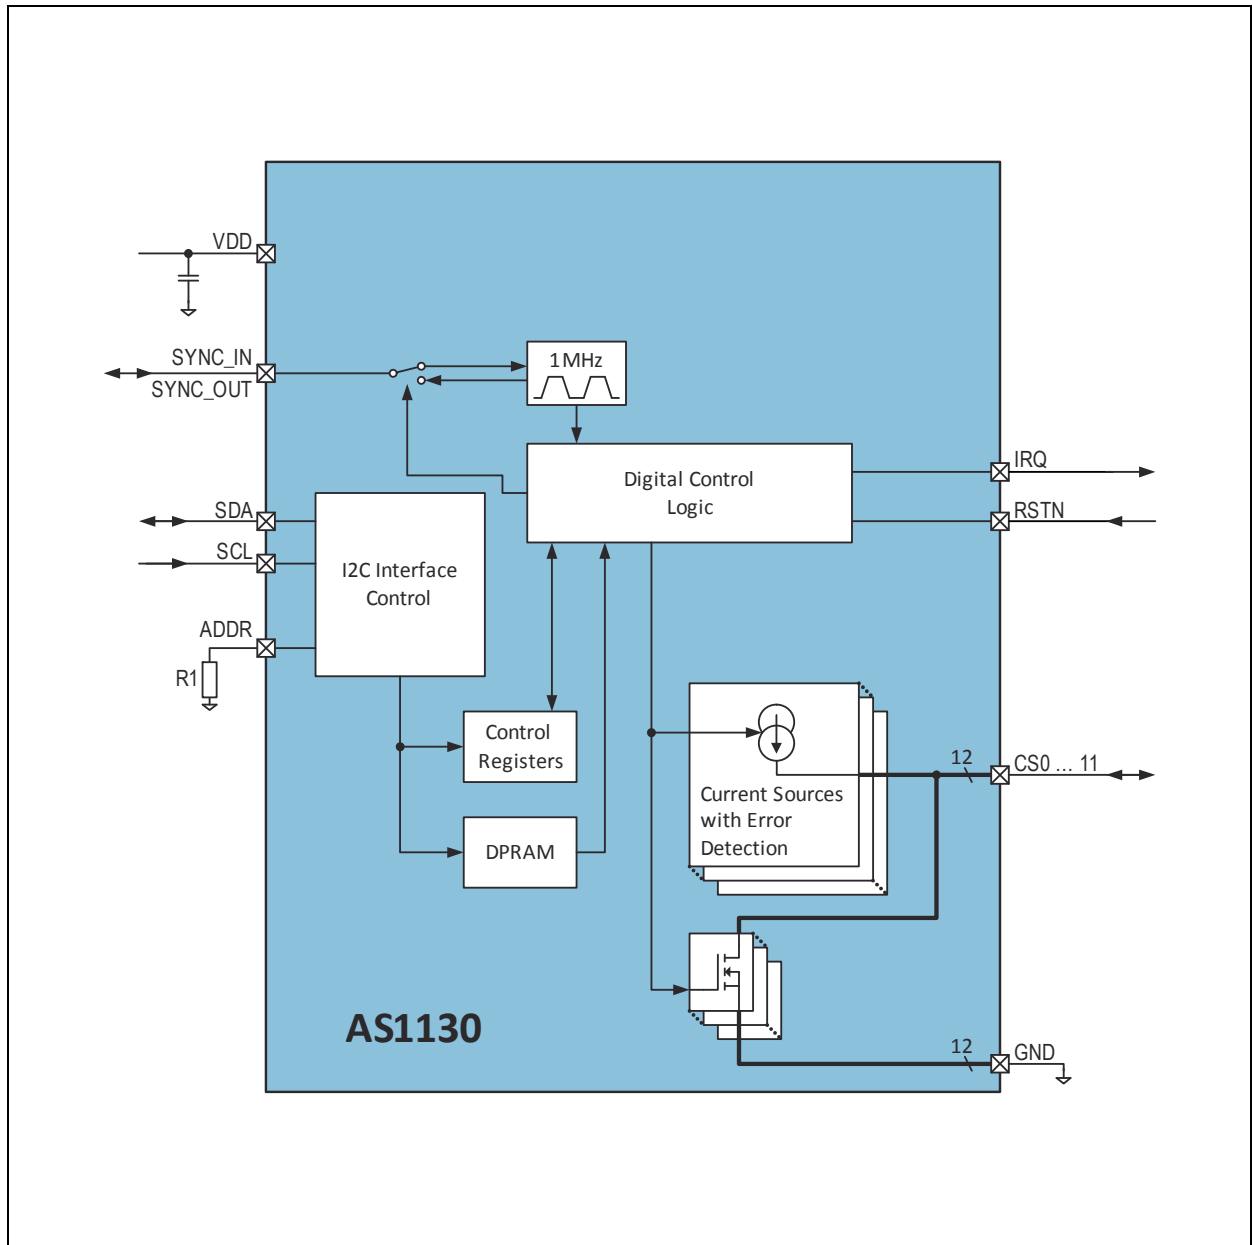 VDD
SYNC_IN
SYNC_OUT
1MHz
Digital Control
Logic
IRQ
RSTN
SDA
SCL
I2C Interface
Control
ADDR
R1
Control
Registers
DPRAM
Current Sources
with Error
Detection
12
CS0 ... 11
AS1130
12
GND